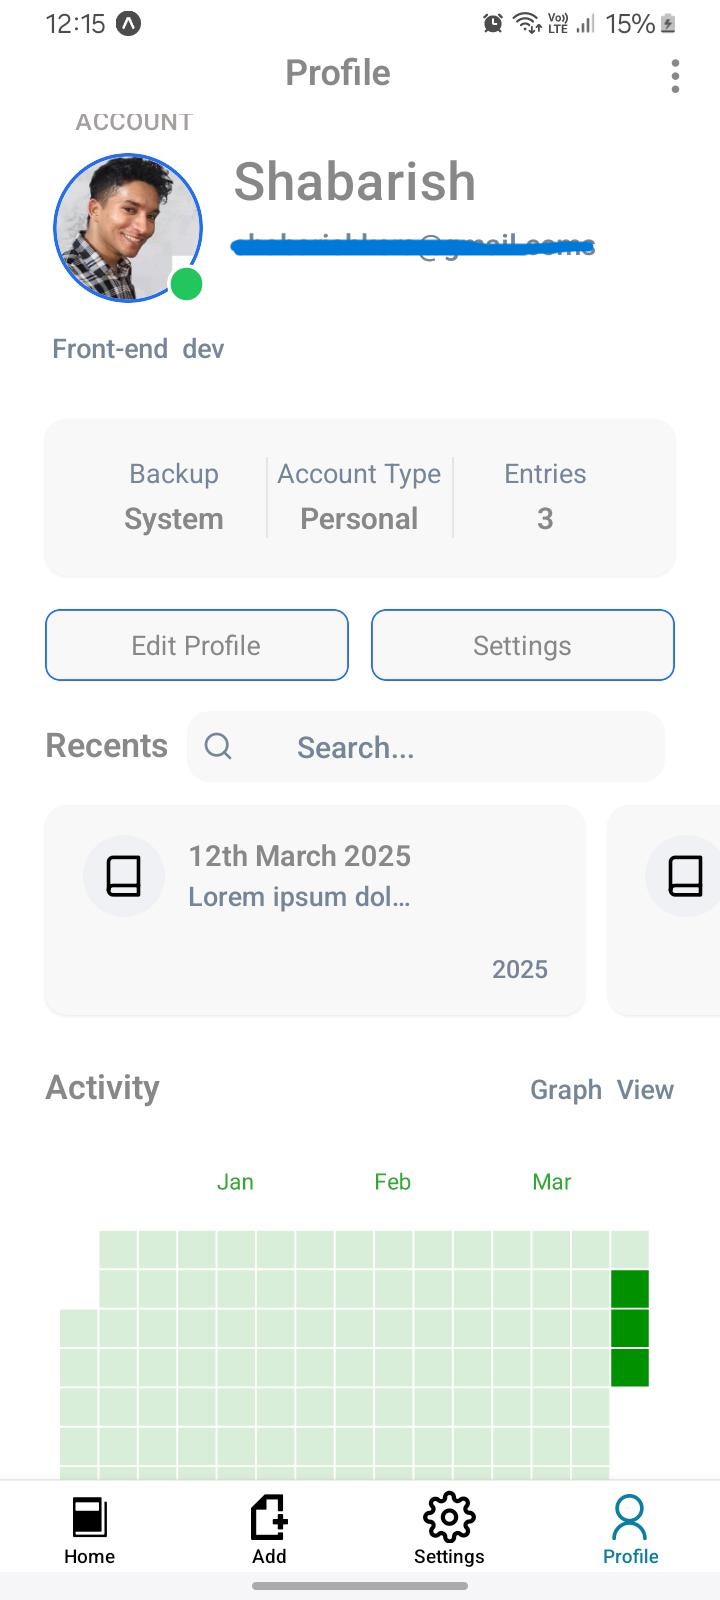 12:15 Vo)) LTE 15%
Profile
ACCOUNT
Shabarish
Front-end dev
Backup Account Type Entries
System Personal 3
Edit Profile Settings
Recents Search...
12th March 2025
Lorem ipsum dol...
2025
Activity Graph View
Jan Feb Mar
Home Add Settings Profile